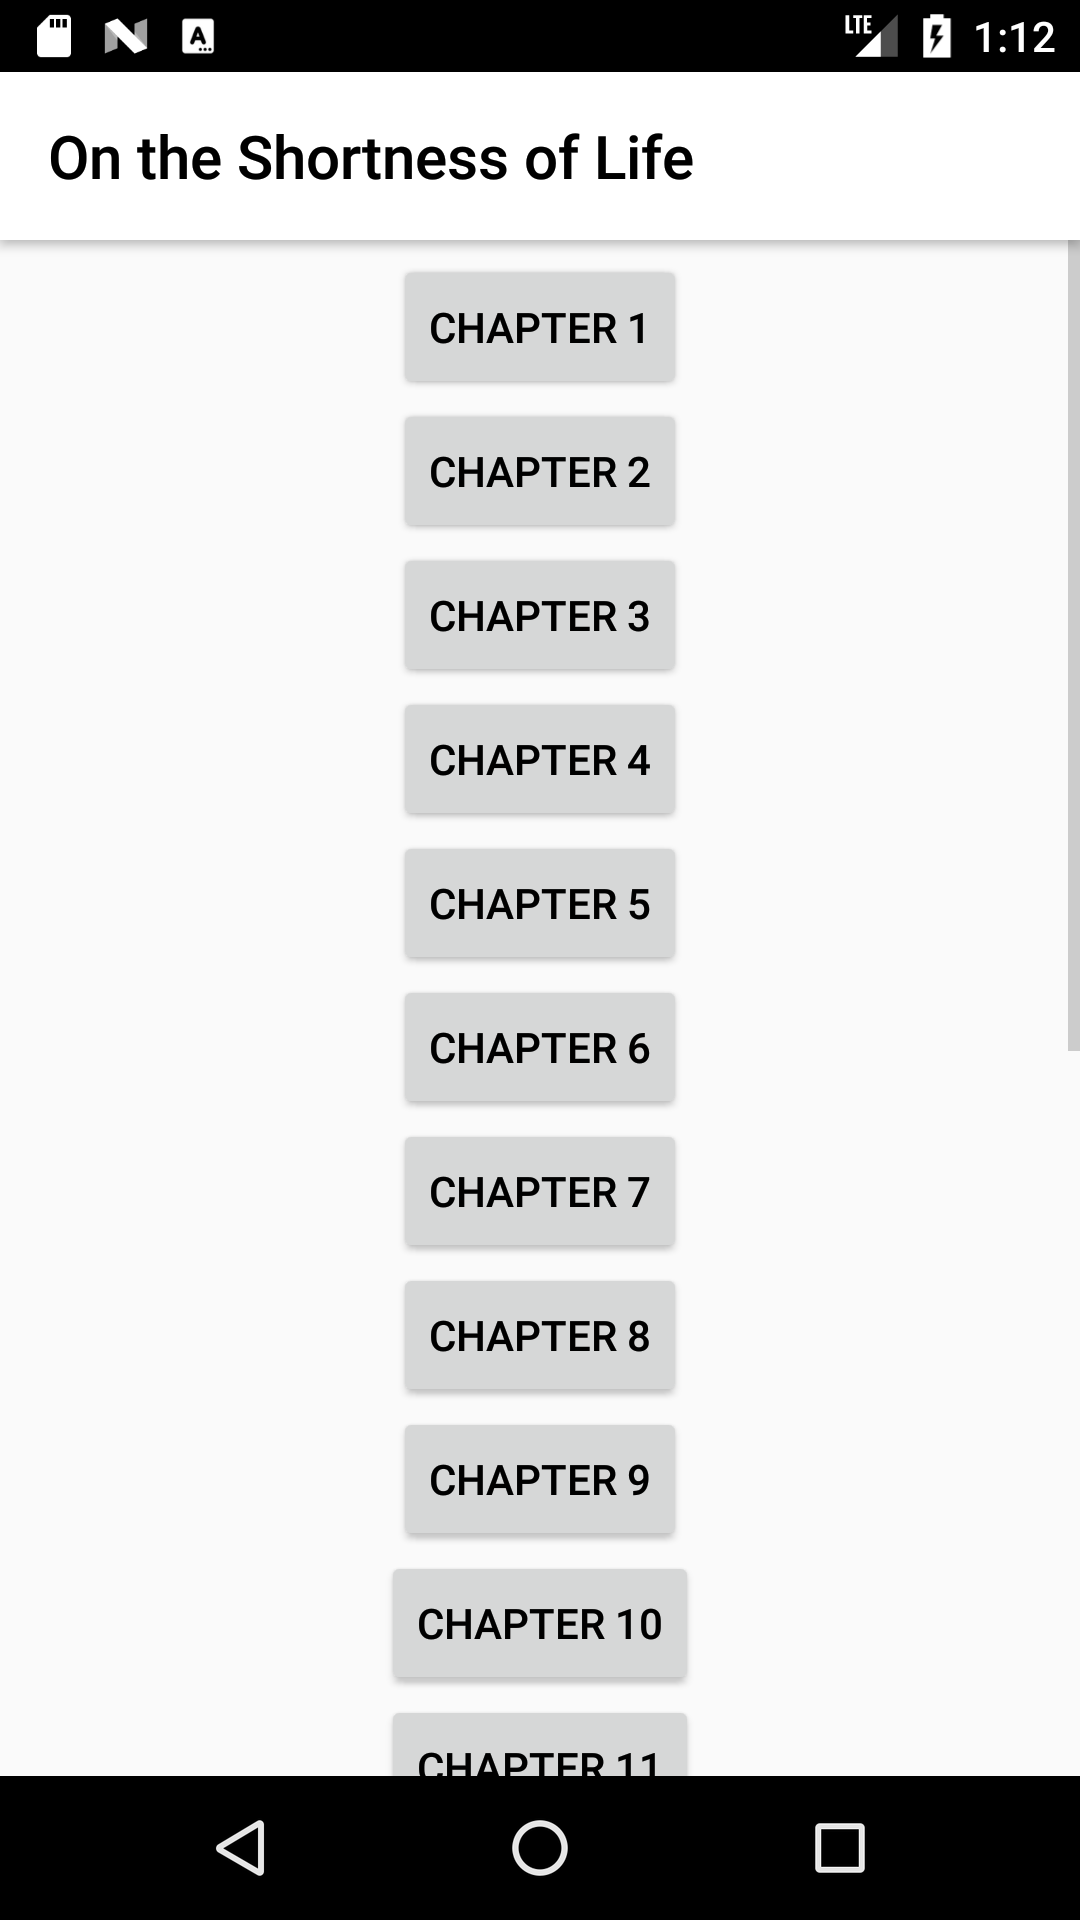 LTE 1:12
On the Shortness of Life
CHAPTER 1
CHAPTER 2
CHAPTER 3
CHAPTER 4
CHAPTER 5
CHAPTER 6
CHAPTER 7
CHAPTER 8
CHAPTER 9
CHAPTER 10
CHAPTER 11